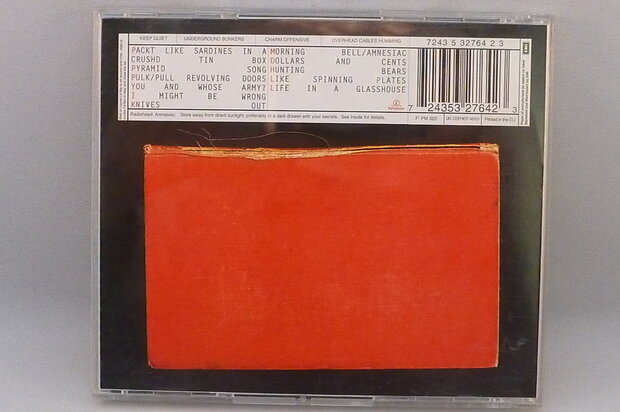 KEEP QUIET UNDERGROUND BUNKERS CHARM OFFENSIVE OVERHEAD CABLES HUMMING
PACKT LIKE SARDINES IN A
CRUSHD TIN BOX
PYRAMID SONG
PULK/PULL REVOLVING DOORS
YOU AND WHOSE ARMY?
I MIGHT BE WRONG
KNIVES OUT
MORNING BELL/AMNESIAC
DOLLARS AND CENTS
HUNTING BEARS
LIKE SPINNING PLATES
LIFE IN A GLASSHOUSE
7243 5 32764 2 3
7 24353 27642 3
Radiohead: Amnesiac. Store away from direct sunlight; preferably in a dark drawer with your secrets. See inside for details.
Printed in the EU
EMI